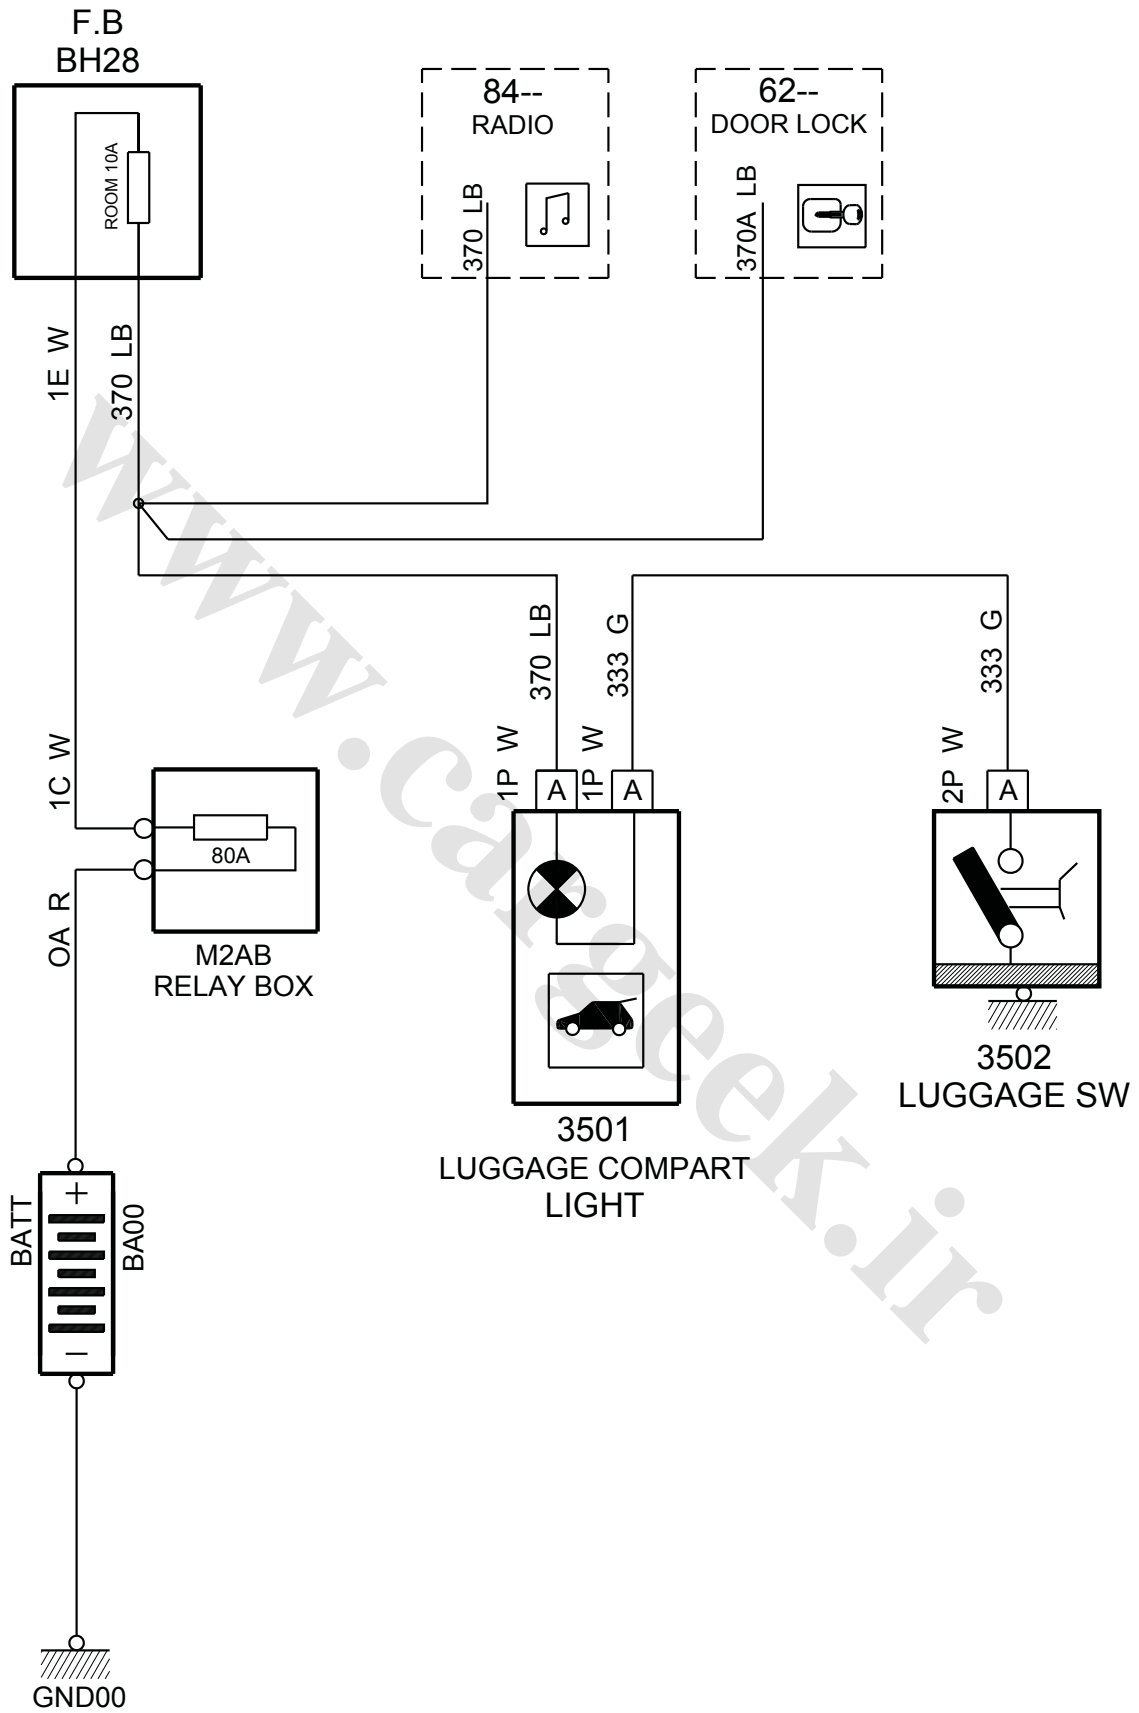 F.B
BH28
ROOM 10A
84--
RADIO
370 LB
62--
DOOR LOCK
370A LB
1E W
370 LB
370 LB
333 G
333 G
1C W
1P W
A
1P W
A
2P W
A
80A
OA R
M2AB
RELAY BOX
3501
LUGGAGE COMPART
LIGHT
3502
LUGGAGE SW
BATT
+
BA00
–
GND00
www.cargeek.ir